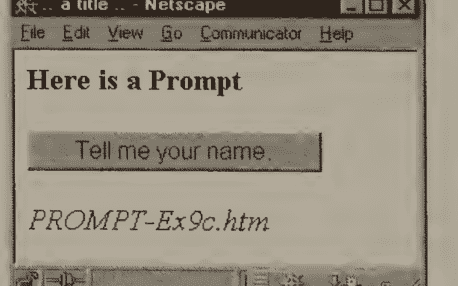 .. a title .. - Netscape
File Edit View Go Communicator Help
Here is a Prompt
Tell me your name.
PROMPT-Ex9c.htm